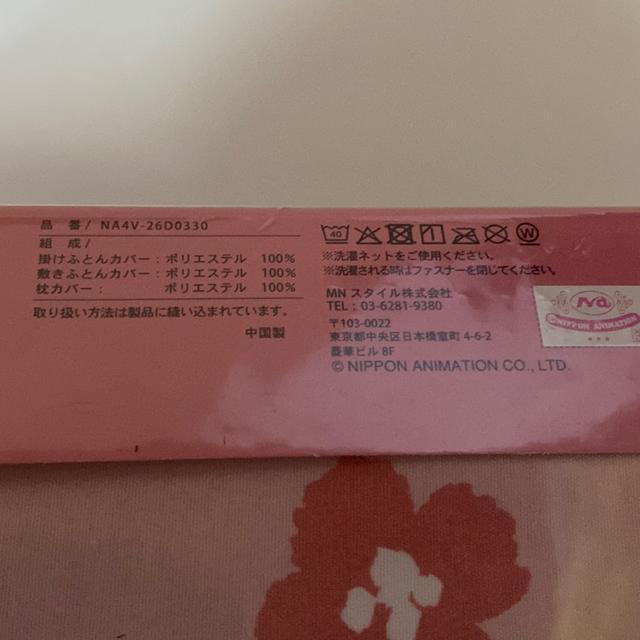 品 番/ NA4V-26D0330
組 成/
掛けふとんカバー：ポリエステル 100%
敷きふとんカバー：ポリエステル 100%
枕カバー： ポリエステル 100%
取り扱い方法は製品に縫い込まれています。
中国製
40
W
※洗濯ネットをご使用ください。
※洗濯される時はファスナーを閉じてください。
MN スタイル株式会社
TEL：03-6281-9380
〒103-0022
東京都中央区日本橋室町 4-6-2
菱華ビル 8F
© NIPPON ANIMATION CO., LTD.
NIPPON ANIMATION